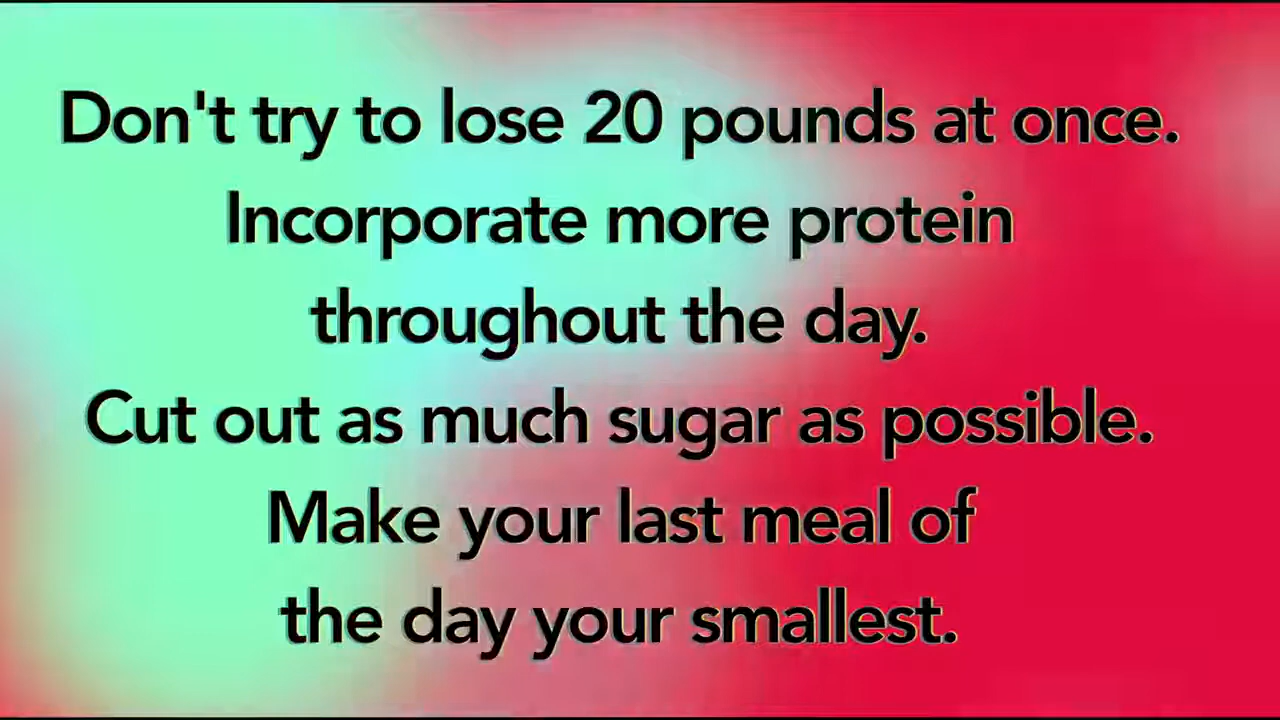 Don't try to lose 20 pounds at once.
Incorporate more protein
throughout the day.
Cut out as much sugar as possible.
Make your last meal of
the day your smallest.